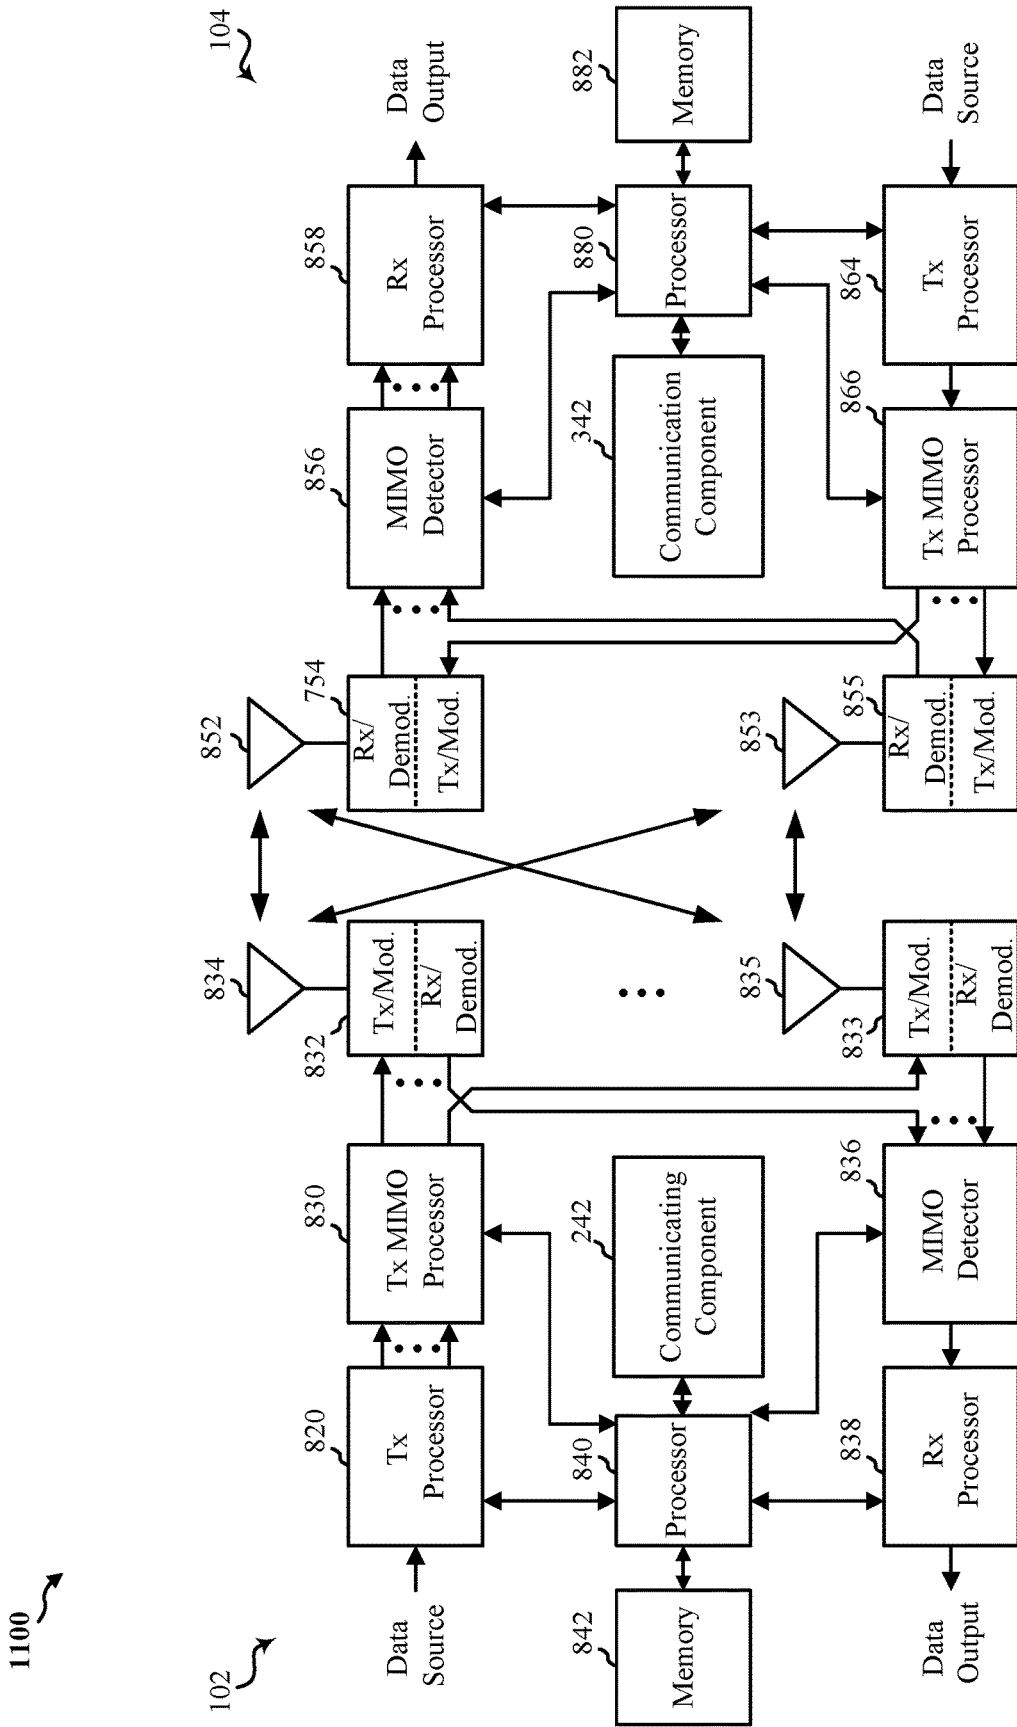 1100
102
104
Data
Source
820
Tx
Processor
830
Tx MIMO
Processor
832
Tx/Mod.
Rx/
Demod.
834
852
754
Rx/
Demod.
Tx/Mod.
856
MIMO
Detector
858
Rx
Processor
Data
Output
842
Memory
840
Processor
242
Communicating
Component
342
Communication
Component
880
Processor
882
Memory
Data
Output
838
Rx
Processor
836
MIMO
Detector
833
Tx/Mod.
Rx/
Demod.
835
853
855
Rx/
Demod.
Tx/Mod.
866
Tx MIMO
Processor
864
Tx
Processor
Data
Source